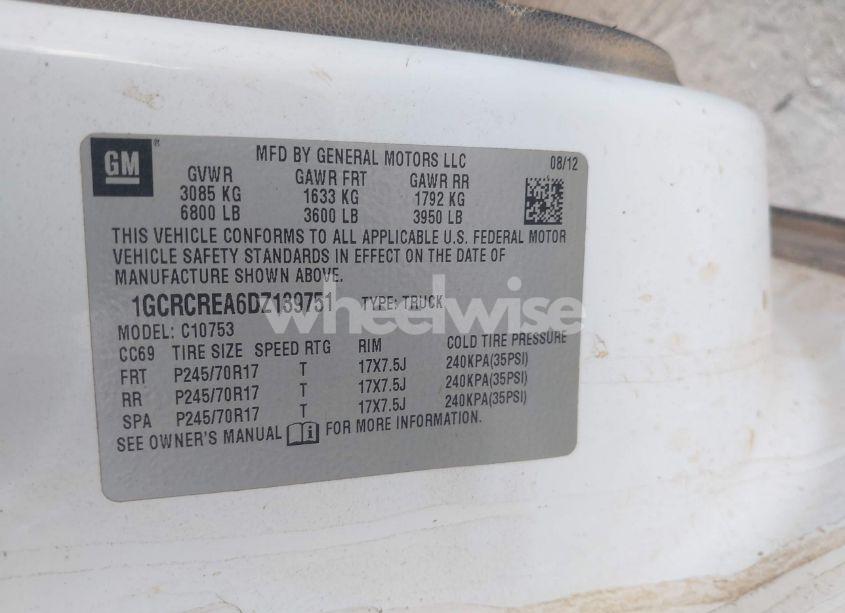 GM
MFD BY GENERAL MOTORS LLC 08/12
GVWR GAWR FRT GAWR RR
3085 KG 1633 KG 1792 KG
6800 LB 3600 LB 3950 LB
THIS VEHICLE CONFORMS TO ALL APPLICABLE U.S. FEDERAL MOTOR
VEHICLE SAFETY STANDARDS IN EFFECT ON THE DATE OF
MANUFACTURE SHOWN ABOVE.
1GCRCREA6DZ139751 TYPE: TRUCK
wheelwise
MODEL: C10753
CC69 TIRE SIZE SPEED RTG RIM COLD TIRE PRESSURE
FRT P245/70R17 T 17X7.5J 240KPA(35PSI)
RR P245/70R17 T 17X7.5J 240KPA(35PSI)
SPA P245/70R17 T 17X7.5J 240KPA(35PSI)
SEE OWNER'S MANUAL FOR MORE INFORMATION.